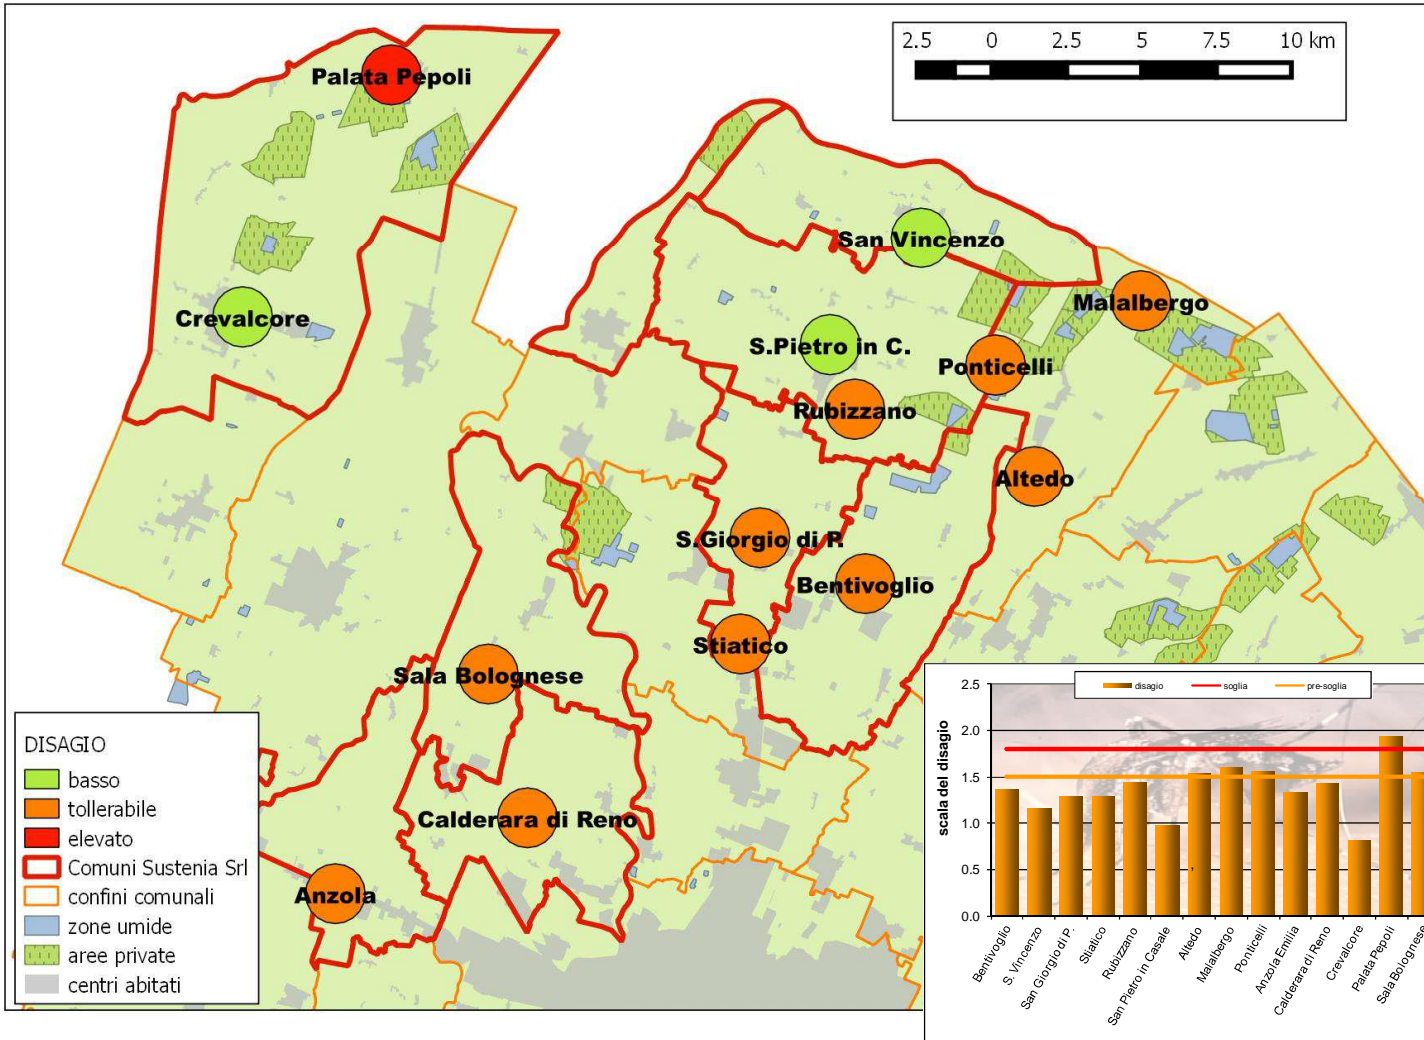 2.5 0 2.5 5 7.5 10 km
Palata Pepoli
San Vincenzo
Malalbergo
Crevalcore
S.Pietro in C.
Ponticelli
Rubizzano
Altedo
S.Giorgio di P.
Bentivoglio
Stiatico
Sala Bolognese
Calderara di Reno
Anzola
DISAGIO
basso
tollerabile
elevato
Comuni Sustenia Srl
confini comunali
zone umide
aree private
centri abitati
disagio soglia pre-soglia
scala del disagio
2.5
2.0
1.5
1.0
0.5
0.0
Bentivoglio
S. Vincenzo
San Giorgio di P.
Stiatico
Rubizzano
San Pietro in Casale
Altedo
Malalbergo
Ponticelli
Anzola Emilia
Calderara di Reno
Crevalcore
Palata Pepoli
Sala Bolognese